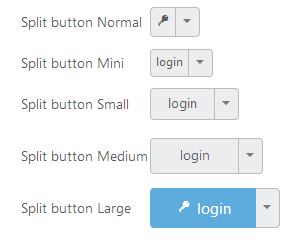 Split button Normal
Split button Mini login
Split button Small login
Split button Medium login
Split button Large login